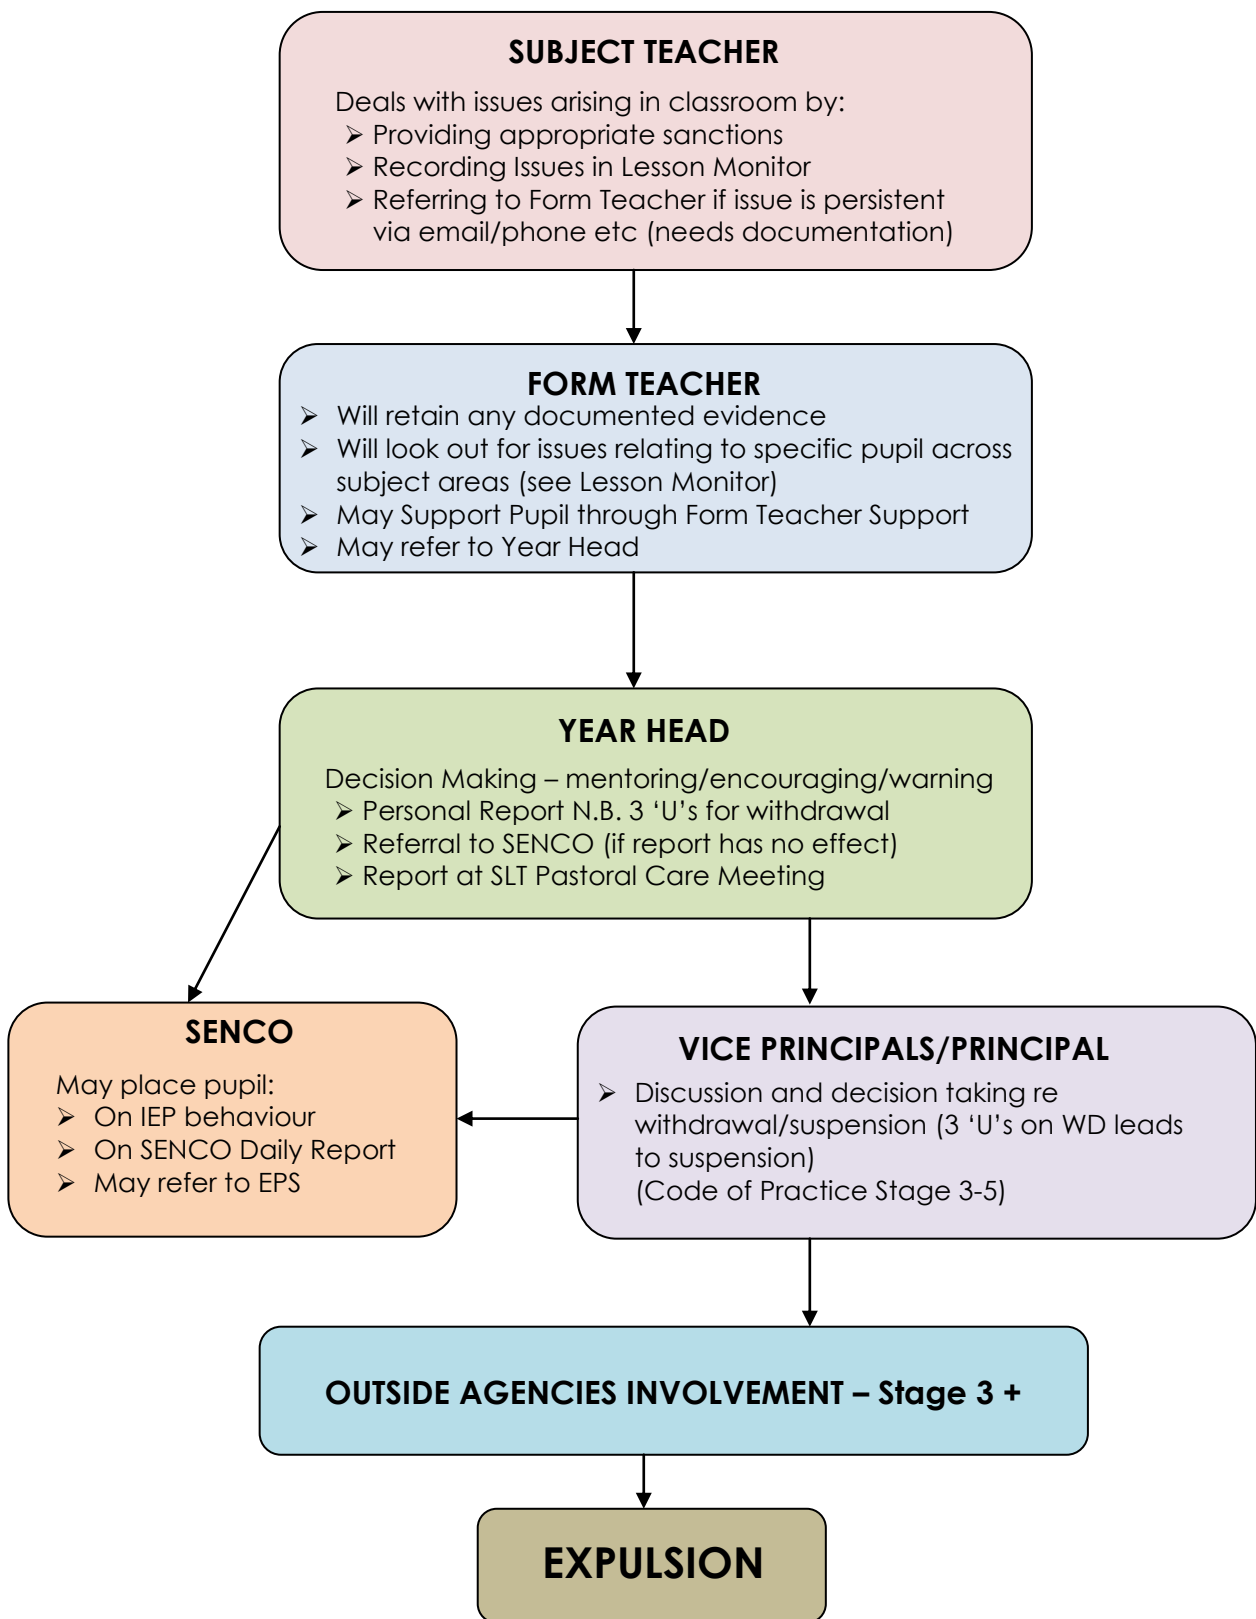 SUBJECT TEACHER
Deals with issues arising in classroom by:
➢ Providing appropriate sanctions
➢ Recording Issues in Lesson Monitor
➢ Referring to Form Teacher if issue is persistent
via email/phone etc (needs documentation)
FORM TEACHER
➢ Will retain any documented evidence
➢ Will look out for issues relating to specific pupil across
subject areas (see Lesson Monitor)
➢ May Support Pupil through Form Teacher Support
➢ May refer to Year Head
YEAR HEAD
Decision Making – mentoring/encouraging/warning
➢ Personal Report N.B. 3 ‘U’s for withdrawal
➢ Referral to SENCO (if report has no effect)
➢ Report at SLT Pastoral Care Meeting
SENCO
May place pupil:
➢ On IEP behaviour
➢ On SENCO Daily Report
➢ May refer to EPS
VICE PRINCIPALS/PRINCIPAL
➢ Discussion and decision taking re
withdrawal/suspension (3 ‘U’s on WD leads
to suspension)
(Code of Practice Stage 3-5)
OUTSIDE AGENCIES INVOLVEMENT – Stage 3 +
EXPULSION